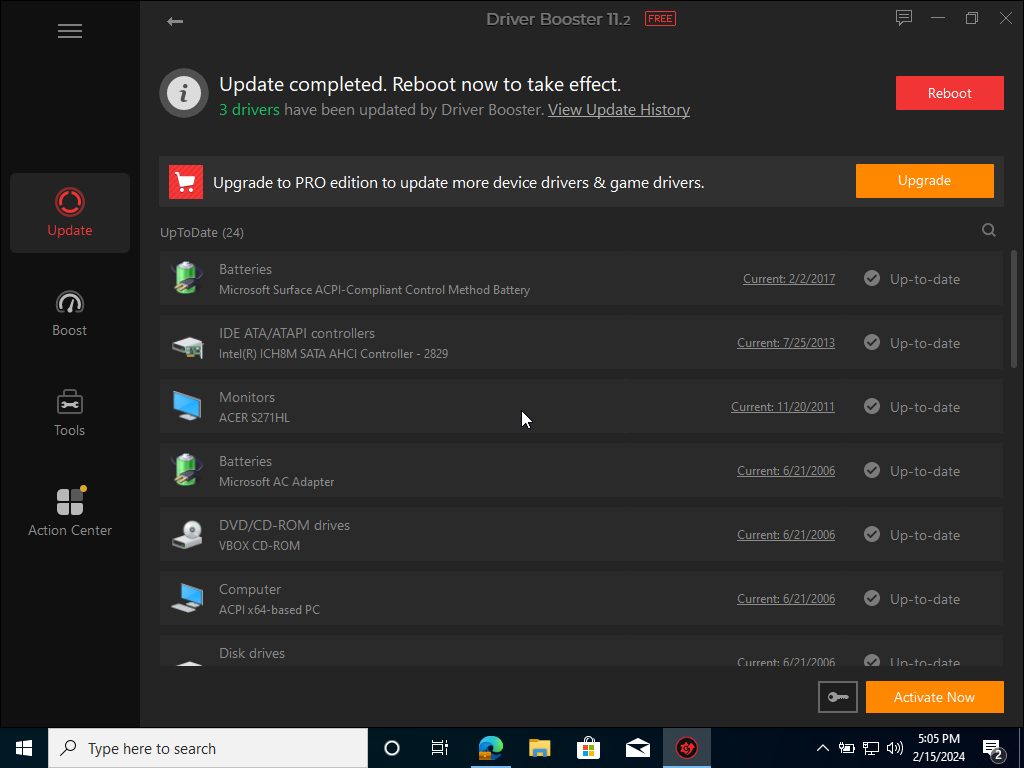 Driver Booster 11.2 FREE
Update completed. Reboot now to take effect.
3 drivers have been updated by Driver Booster. View Update History
Reboot
Upgrade to PRO edition to update more device drivers & game drivers.
Upgrade
UpToDate (24)
Batteries
Microsoft Surface ACPI-Compliant Control Method Battery
Current: 2/2/2017
Up-to-date
IDE ATA/ATAPI controllers
Intel(R) ICH8M SATA AHCI Controller - 2829
Current: 7/25/2013
Up-to-date
Monitors
ACER S271HL
Current: 11/20/2011
Up-to-date
Batteries
Microsoft AC Adapter
Current: 6/21/2006
Up-to-date
DVD/CD-ROM drives
VBOX CD-ROM
Current: 6/21/2006
Up-to-date
Computer
ACPI x64-based PC
Current: 6/21/2006
Up-to-date
Disk drives
Current: 6/21/2006
Up-to-date
Update
Boost
Tools
Action Center
Activate Now
Type here to search
5:05 PM
2/15/2024
2